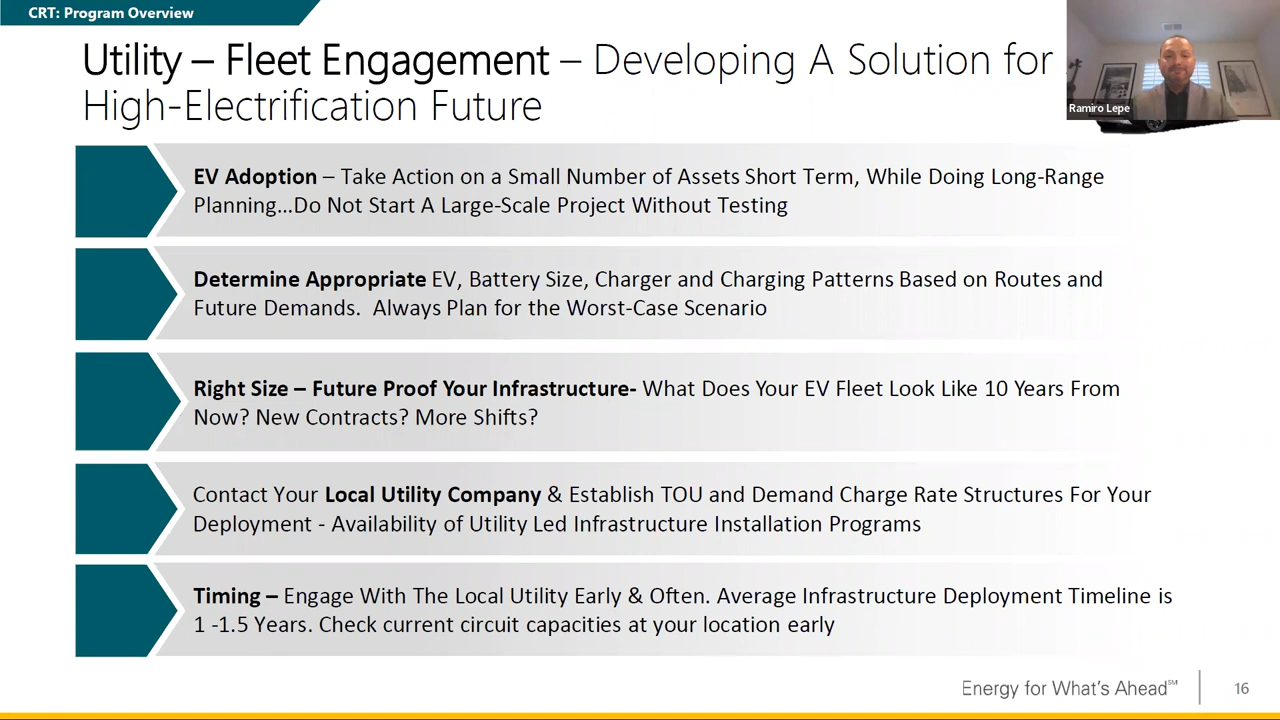 CRT: Program Overview
Utility – Fleet Engagement – Developing A Solution for
High-Electrification Future
Ramiro Lepe
EV Adoption – Take Action on a Small Number of Assets Short Term, While Doing Long-Range
Planning…Do Not Start A Large-Scale Project Without Testing
Determine Appropriate EV, Battery Size, Charger and Charging Patterns Based on Routes and
Future Demands.  Always Plan for the Worst-Case Scenario
Right Size – Future Proof Your Infrastructure- What Does Your EV Fleet Look Like 10 Years From
Now? New Contracts? More Shifts?
Contact Your Local Utility Company & Establish TOU and Demand Charge Rate Structures For Your
Deployment - Availability of Utility Led Infrastructure Installation Programs
Timing – Engage With The Local Utility Early & Often. Average Infrastructure Deployment Timeline is
1 -1.5 Years. Check current circuit capacities at your location early
Energy for What's Ahead℠
16